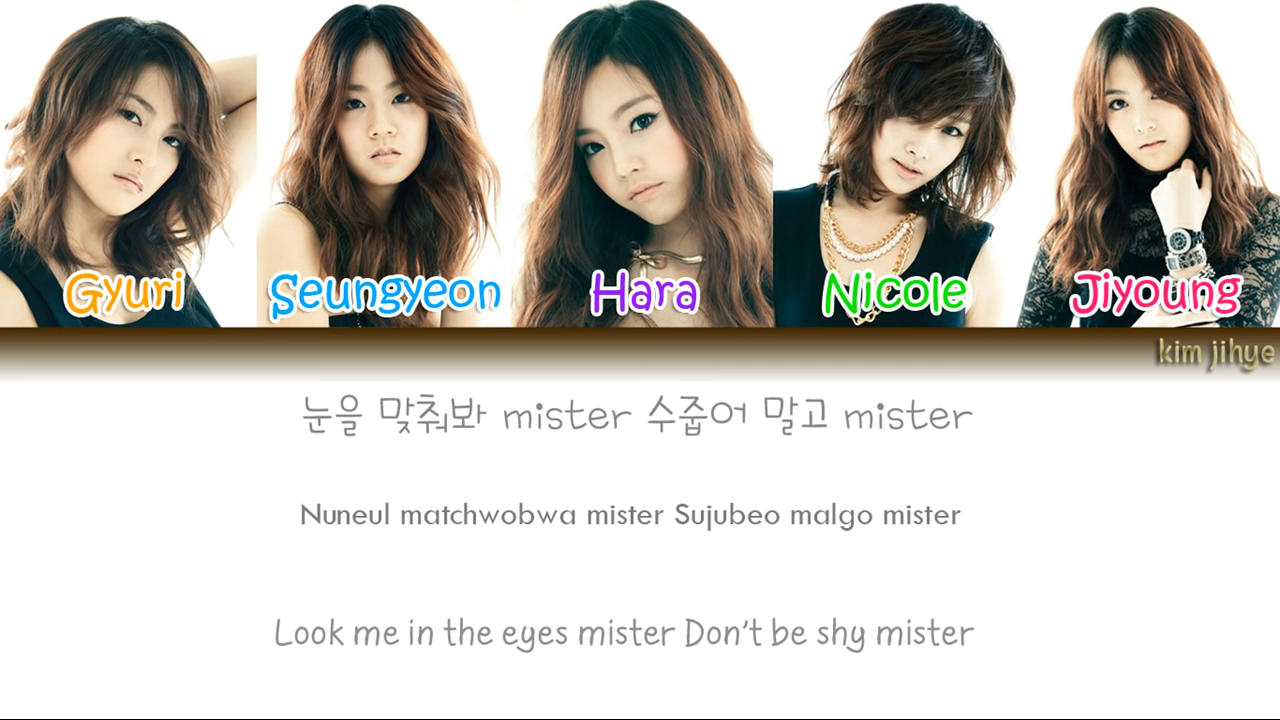 Gyuri
Seungyeon
Hara
Nicole
Jiyoung
kim jihye
눈을 맞춰봐 mister 수줍어 말고 mister
Nuneul matchwobwa mister Sujubeo malgo mister
Look me in the eyes mister Don't be shy mister